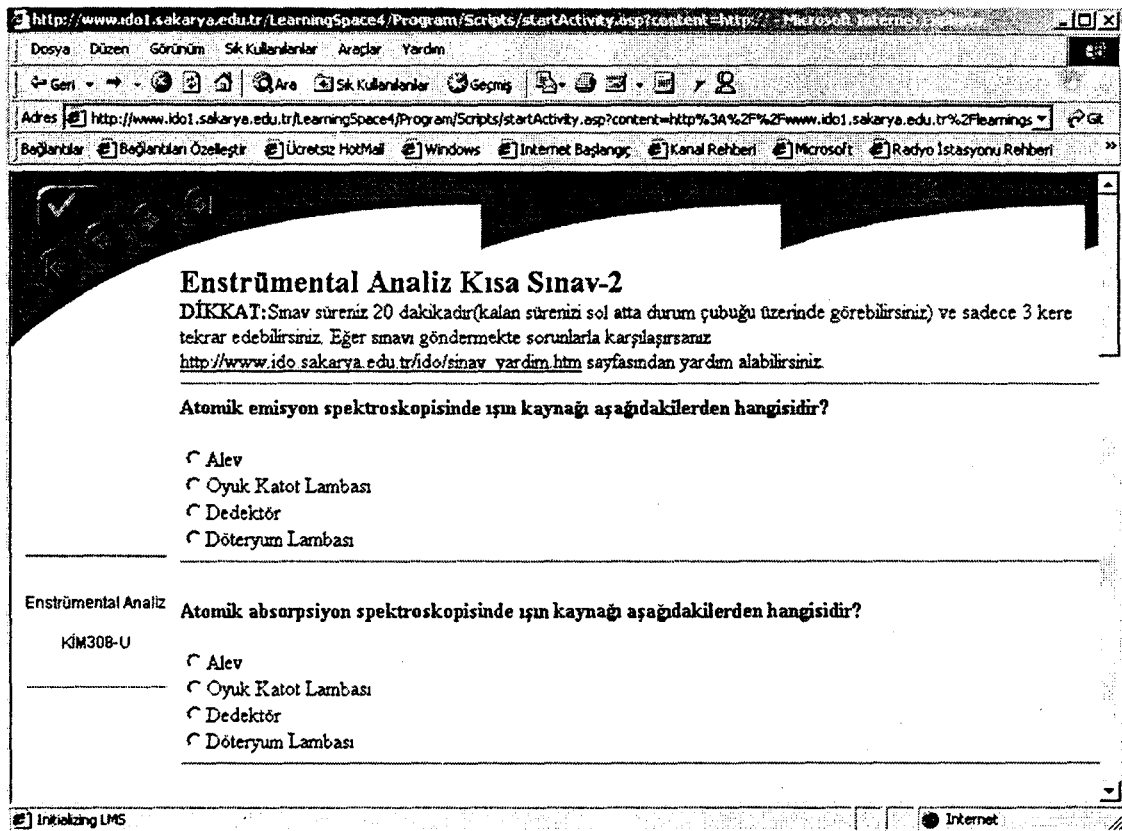 http://www.ido1.sakarya.edu.tr/LearningSpace4/Program/Scripts/startActivity.asp?content=http:// - Microsoft Internet Explorer
Dosya Düzen Görünüm Sık Kullanılanlar Araçlar Yardım
Geri Ara Sık Kullanılanlar Geçmiş
Adres http://www.ido1.sakarya.edu.tr/LearningSpace4/Program/Scripts/startActivity.asp?content=http%3A%2F%2Fwww.ido1.sakarya.edu.tr%2Flearnings Git
Bağlantılar Bağlantıları Özelleştir Ücretsiz HotMail Windows Internet Başlangıç Kanal Rehberi Microsoft Radyo İstasyonu Rehberi »
Enstrümental Analiz Kısa Sınav-2
DİKKAT:Sınav süreniz 20 dakikadır(kalan sürenizi sol atta durum çubuğu üzerinde görebilirsiniz) ve sadece 3 kere
tekrar edebilirsiniz. Eğer sınavı göndermekte sorunlarla karşılaşırsanız
http://www.ido.sakarya.edu.tr/ido/sinav_yardim.htm sayfasından yardım alabilirsiniz.
Atomik emisyon spektroskopisinde ışın kaynağı aşağıdakilerden hangisidir?
Alev
Oyuk Katot Lambası
Dedektör
Döteryum Lambası
Enstrümental Analiz
KİM308-U
Atomik absorpsiyon spektroskopisinde ışın kaynağı aşağıdakilerden hangisidir?
Alev
Oyuk Katot Lambası
Dedektör
Döteryum Lambası
Initializing LMS Internet